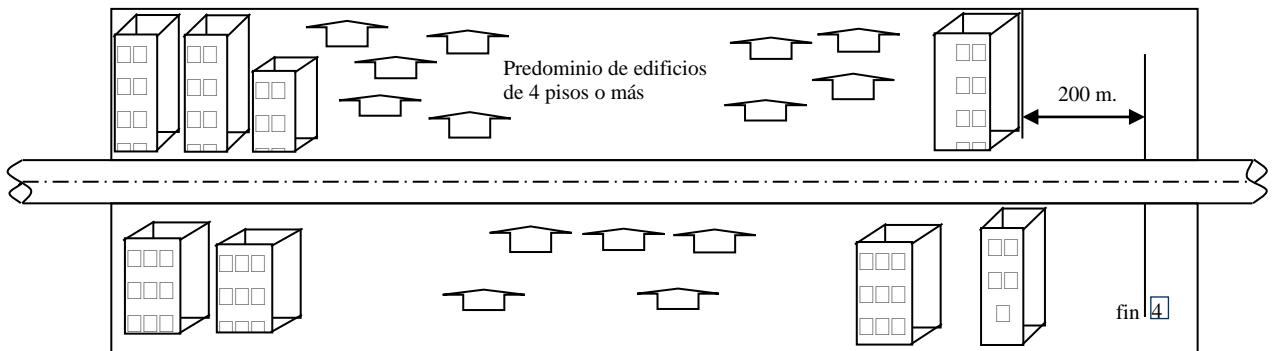 Predominio de edificios
de 4 pisos o más
200 m.
fin 4